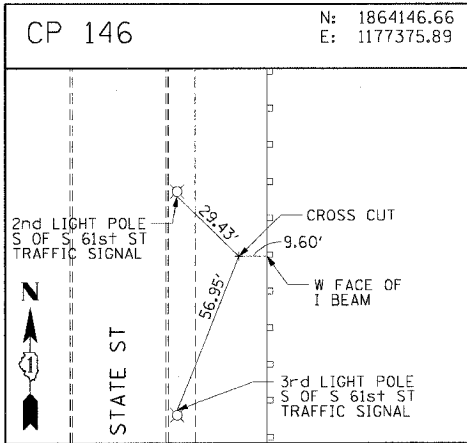 CP 146
N: 1864146.66
E: 1177375.89
2nd LIGHT POLE
S OF S 61st ST
TRAFFIC SIGNAL
29.43'
CROSS CUT
9.60'
W FACE OF
I BEAM
56.95'
N
1
STATE ST
3rd LIGHT POLE
S OF S 61st ST
TRAFFIC SIGNAL